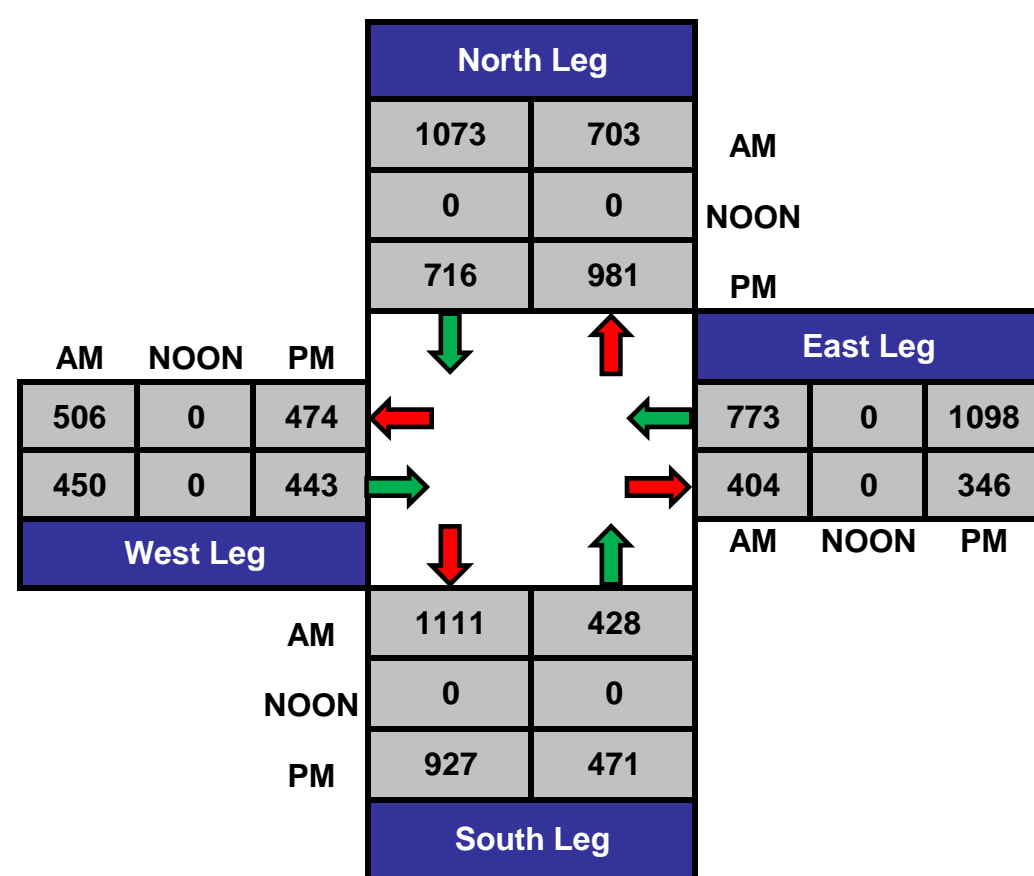 North Leg
1073 703 AM
0 0 NOON
716 981 PM
East Leg
AM NOON PM
506 0 474
773 0 1098
450 0 443
404 0 346
West Leg
AM NOON PM
AM 1111 428
NOON 0 0
PM 927 471
South Leg